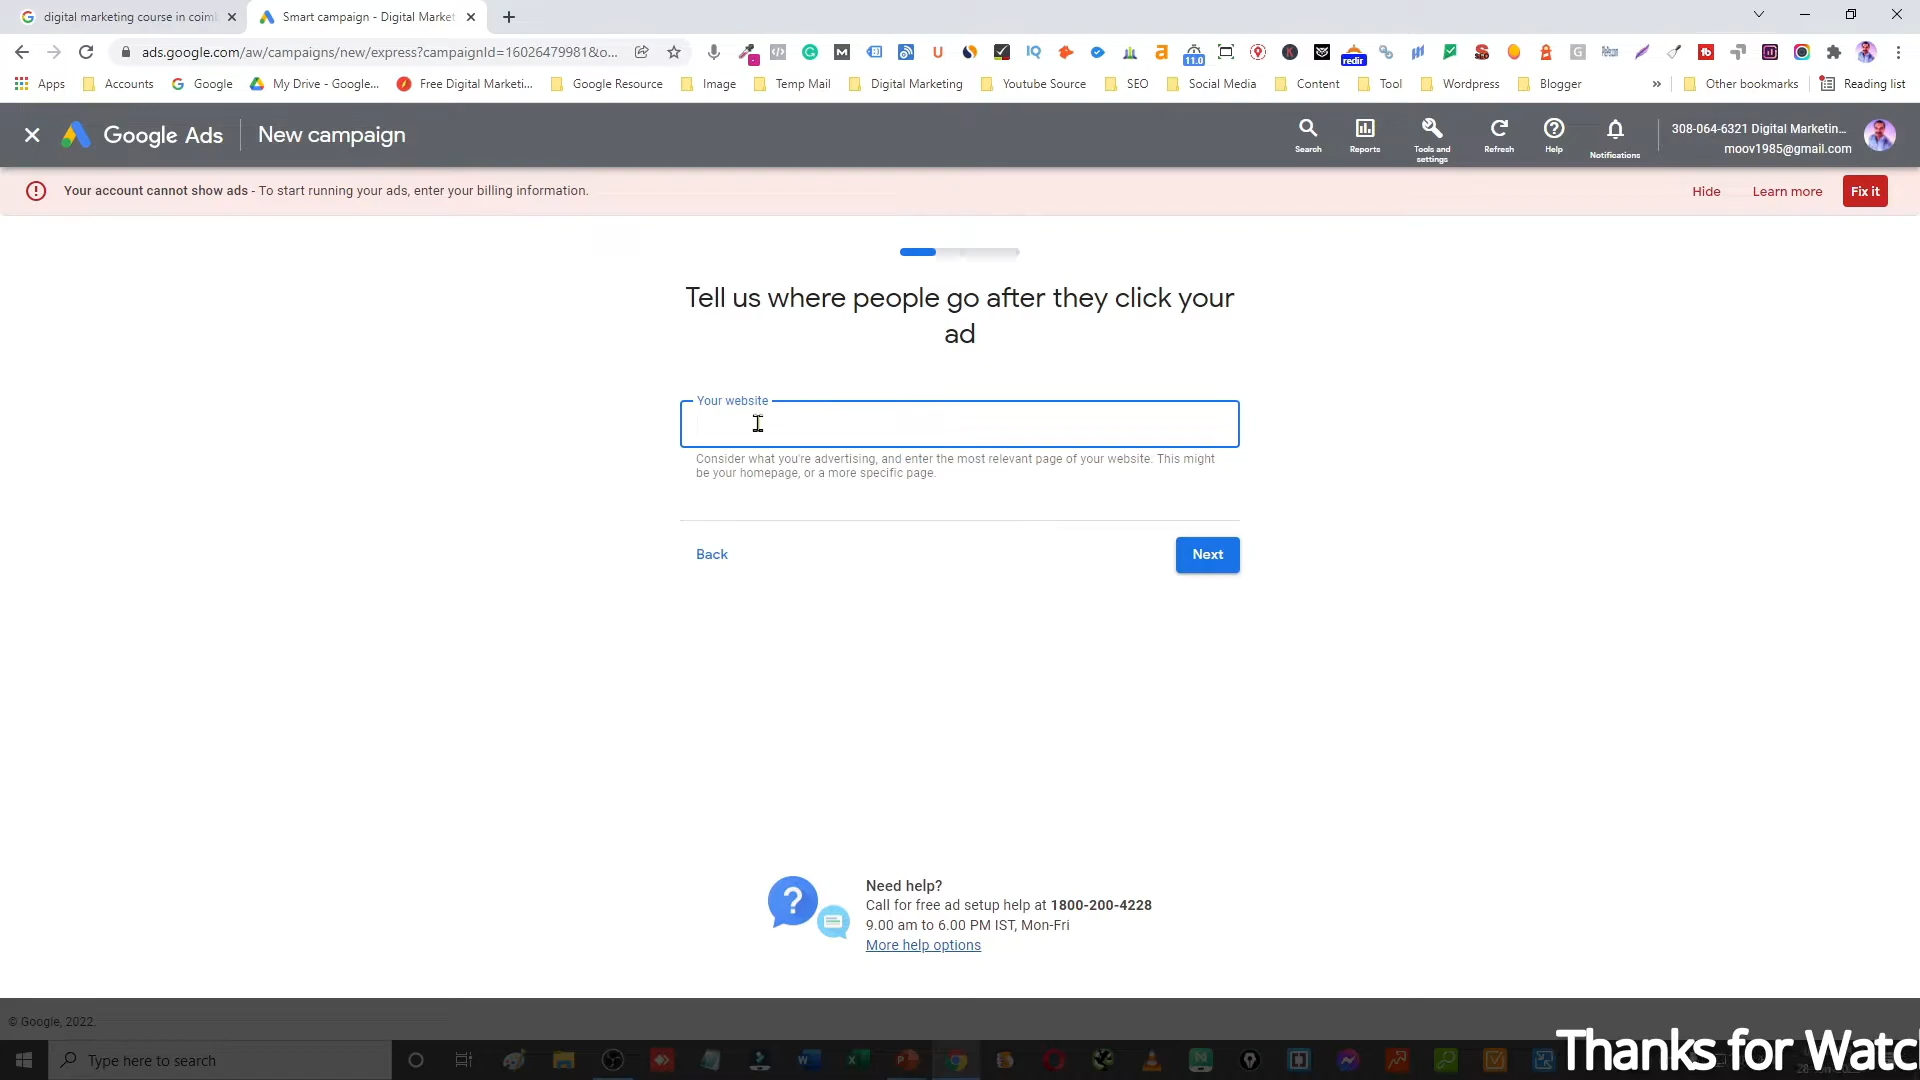 digital marketing course in coim
Smart campaign - Digital Market
ads.google.com/aw/campaigns/new/express?campaignId=16026479981&o...
11.0
redir
Apps
Accounts
Google
My Drive - Google...
Free Digital Marketi...
Google Resource
Image
Temp Mail
Digital Marketing
Youtube Source
SEO
Social Media
Content
Tool
Wordpress
Blogger
»
Other bookmarks
Reading list
Google Ads
New campaign
Search
Reports
Tools and
settings
Refresh
Help
Notifications
308-064-6321 Digital Marketin...
moov1985@gmail.com
Your account cannot show ads - To start running your ads, enter your billing information.
Hide
Learn more
Fix it
Tell us where people go after they click your
ad
Your website
Consider what you're advertising, and enter the most relevant page of your website. This might
be your homepage, or a more specific page.
Back
Next
Need help?
Call for free ad setup help at 1800-200-4228
9.00 am to 6.00 PM IST, Mon-Fri
More help options
© Google, 2022.
Type here to search
Thanks for Watc